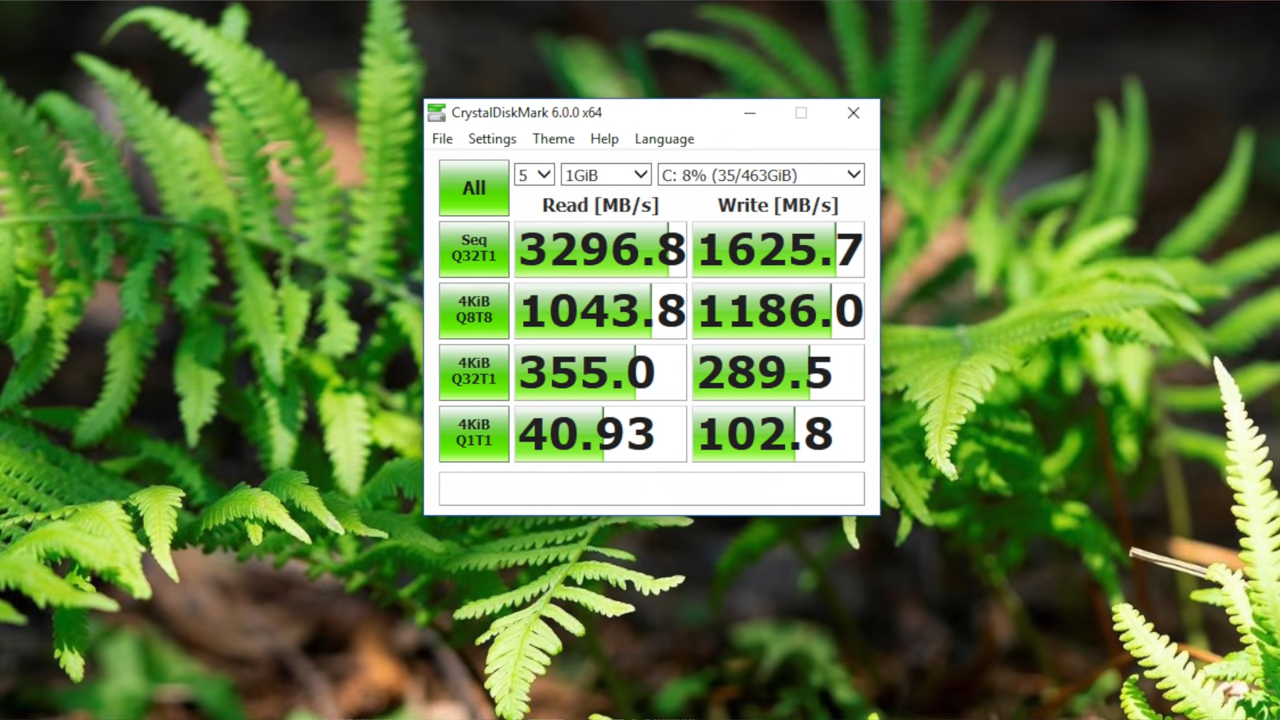 CrystalDiskMark 6.0.0 x64
File Settings Theme Help Language
All 5 1GiB C: 8% (35/463GiB)
Read [MB/s] Write [MB/s]
Seq
Q32T1
3296.8 1625.7
4KiB
Q8T8
1043.8 1186.0
4KiB
Q32T1
355.0 289.5
4KiB
Q1T1
40.93 102.8